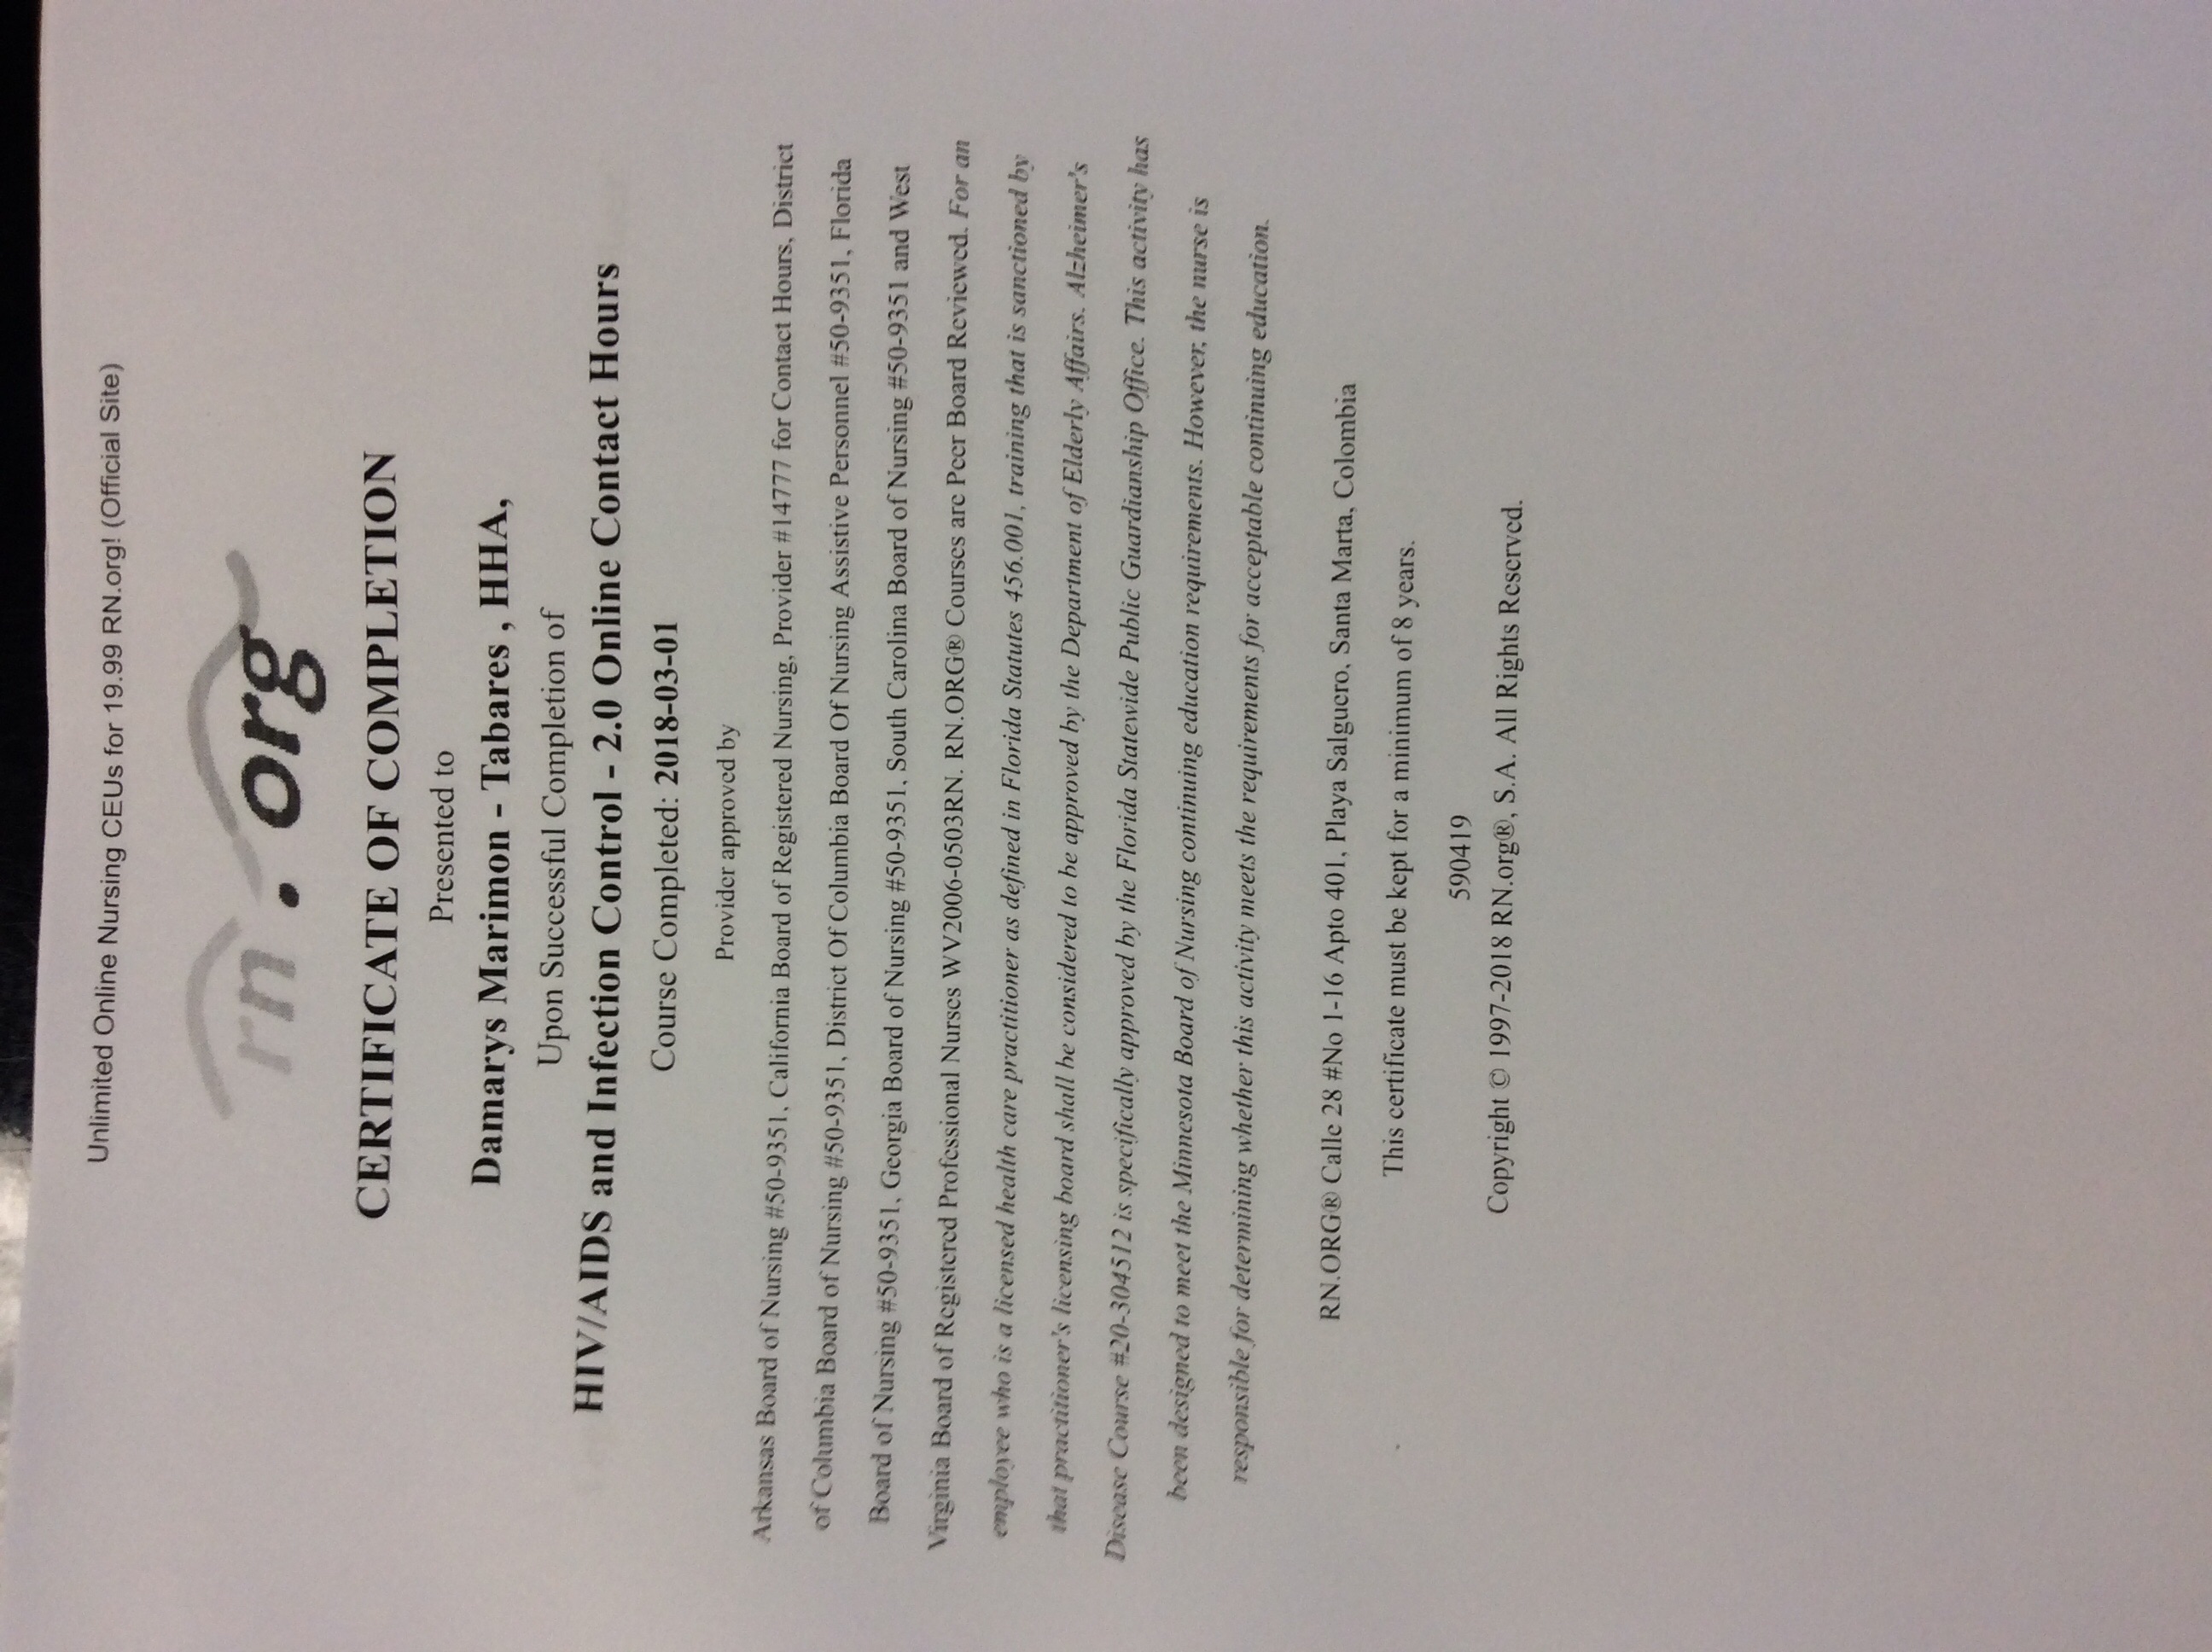 Unlimited Online Nursing CEUs for 19.99 RN.org! (Official Site)
rn.org
CERTIFICATE OF COMPLETION
Presented to
Damarys Marimon - Tabares , HHA,
Upon Successful Completion of
HIV/AIDS and Infection Control - 2.0 Online Contact Hours
Course Completed: 2018-03-01
Provider approved by
Arkansas Board of Nursing #50-9351, California Board of Registered Nursing, Provider #14777 for Contact Hours, District
of Columbia Board of Nursing #50-9351, District Of Columbia Board Of Nursing Assistive Personnel #50-9351, Florida
Board of Nursing #50-9351, Georgia Board of Nursing #50-9351, South Carolina Board of Nursing #50-9351 and West
Virginia Board of Registered Professional Nurses WV2006-0503RN. RN.ORG® Courses are Peer Board Reviewed. For an
employee who is a licensed health care practitioner as defined in Florida Statutes 456.001, training that is sanctioned by
that practitioner's licensing board shall be considered to be approved by the Department of Elderly Affairs. Alzheimer's
Disease Course #20-304512 is specifically approved by the Florida Statewide Public Guardianship Office. This activity has
been designed to meet the Minnesota Board of Nursing continuing education requirements. However, the nurse is
responsible for determining whether this activity meets the requirements for acceptable continuing education.
RN.ORG® Calle 28 #No 1-16 Apto 401, Playa Salguero, Santa Marta, Colombia
This certificate must be kept for a minimum of 8 years.
590419
Copyright © 1997-2018 RN.org®, S.A. All Rights Reserved.